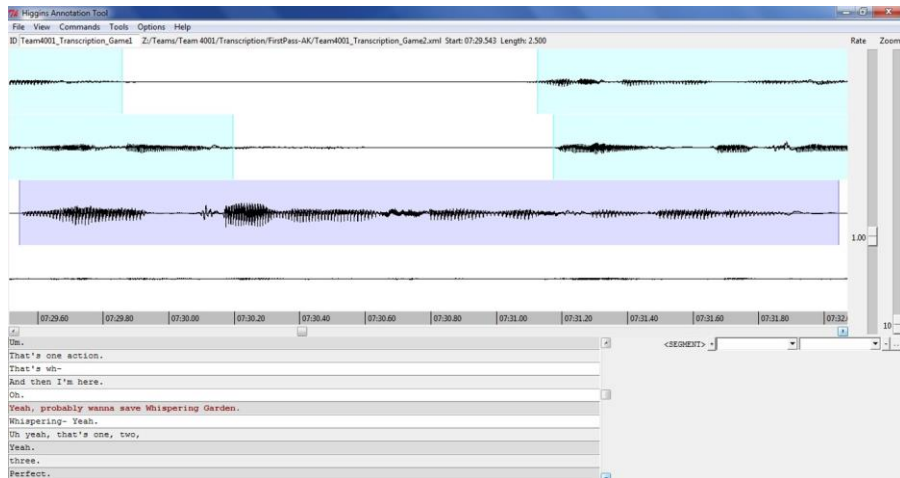 Higgins Annotation Tool
File View Commands Tools Options Help
ID Team4001_Transcription_Game1 Z:/Teams/Team 4001/Transcription/FirstPass-AK/Team4001_Transcription_Game2.xml Start: 07:29.543 Length: 2.500 Rate Zoom
1.00
07:29.60 07:29.80 07:30.00 07:30.20 07:30.40 07:30.60 07:30.80 07:31.00 07:31.20 07:31.40 07:31.60 07:31.80 07:32.0
10
Um. <SEGMENT> - - ...
That's one action.
That's wh-
And then I'm here.
Oh.
Yeah, probably wanna save Whispering Garden.
Whispering- Yeah.
Uh yeah, that's one, two,
Yeah.
three.
Perfect.